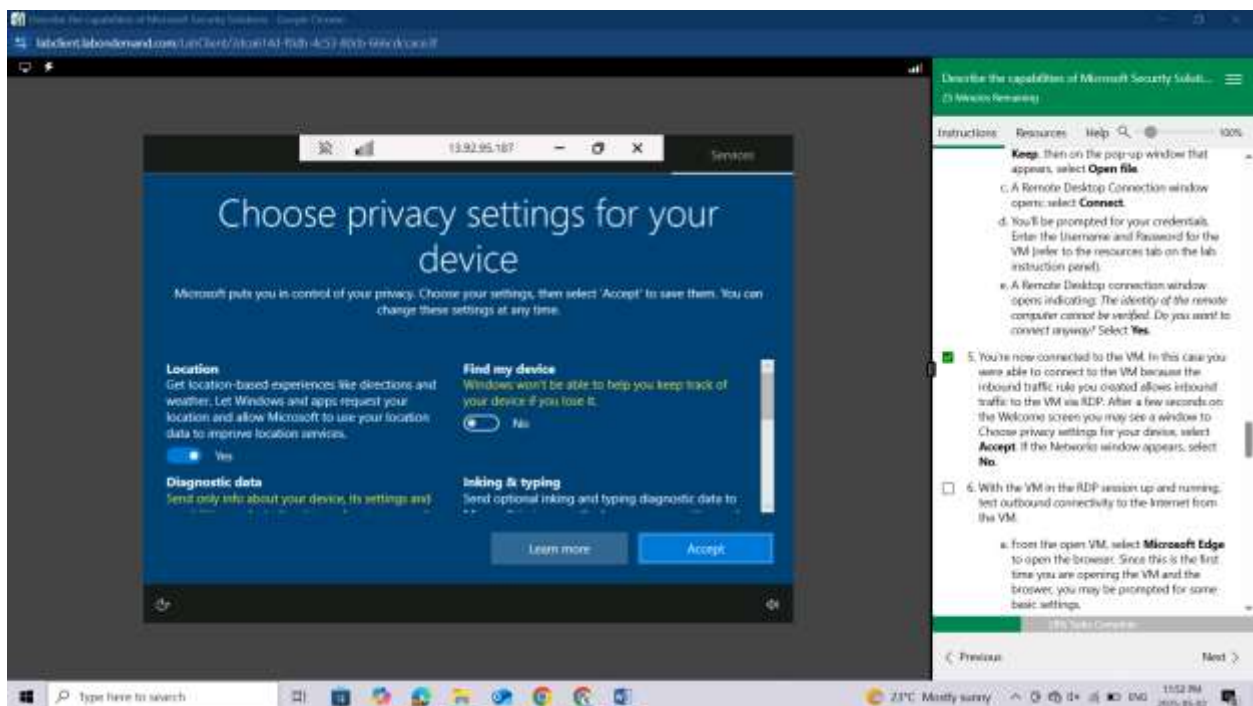 Describe the capabilities of Microsoft Security Solutions - Google Chrome
labclient.labondemand.com/LabClient/
Describe the capabilities of Microsoft Security Soluti...
25 Minutes Remaining
Instructions Resources Help 100%
13.92.95.187
Services
Choose privacy settings for your
device
Microsoft puts you in control of your privacy. Choose your settings, then select 'Accept' to save them. You can
change these settings at any time.
Location
Get location-based experiences like directions and
weather. Let Windows and apps request your
location and allow Microsoft to use your location
data to improve location services.
Yes
Find my device
Windows won't be able to help you keep track of
your device if you lose it.
No
Diagnostic data
Send only info about your device, its settings and
Inking & typing
Send optional inking and typing diagnostic data to
Learn more
Accept
Keep, then on the pop-up window that
appears, select Open file.
c. A Remote Desktop Connection window
opens: select Connect.
d. You'll be prompted for your credentials.
Enter the Username and Password for the
VM (refer to the resources tab on the lab
instruction panel).
e. A Remote Desktop connection window
opens indicating: The identity of the remote
computer cannot be verified. Do you want to
connect anyway? Select Yes.
5. You're now connected to the VM. In this case you
were able to connect to the VM because the
inbound traffic rule you created allows inbound
traffic to the VM via RDP. After a few seconds on
the Welcome screen you may see a window to
Choose privacy settings for your device, select
Accept. If the Networks window appears, select
No.
6. With the VM in the RDP session up and running,
test outbound connectivity to the Internet from
the VM.
a. From the open VM, select Microsoft Edge
to open the browser. Since this is the first
time you are opening the VM and the
broswer, you may be prompted for some
basic settings.
Tasks Complete
Previous
Next
Type here to search
23°C Mostly sunny
ENG
11:52 PM